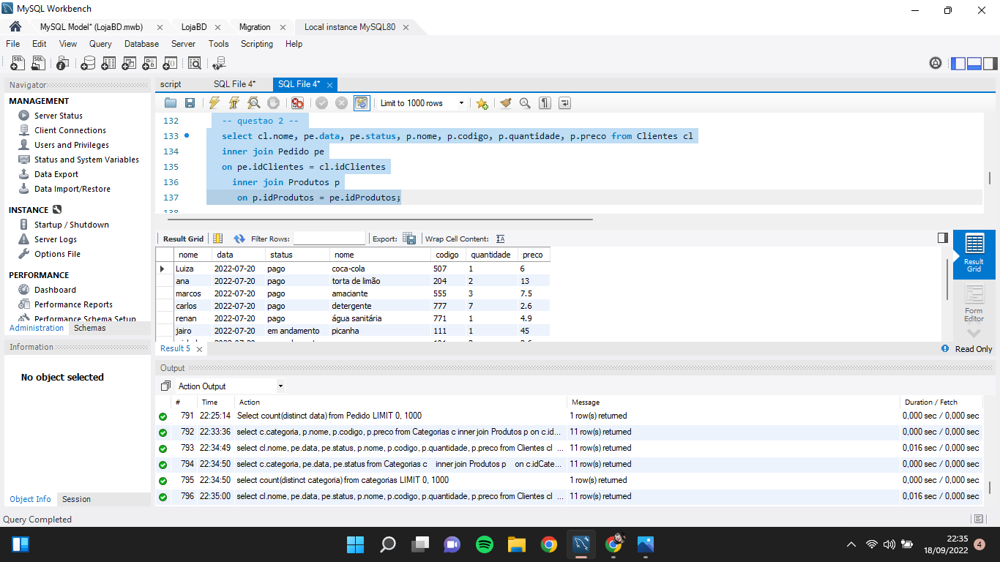 MySQL Workbench
MySQL Model* (LojaBD.mwb) LojaBD Migration Local instance MySQL80
File Edit View Query Database Server Tools Scripting Help
Navigator
MANAGEMENT
Server Status
Client Connections
Users and Privileges
Status and System Variables
Data Export
Data Import/Restore
INSTANCE
Startup / Shutdown
Server Logs
Options File
PERFORMANCE
Dashboard
Performance Reports
Performance Schema Setup
Administration Schemas
Information
No object selected
Object Info Session
script SQL File 4* SQL File 4*
Limit to 1000 rows
132 -- questao 2 --
133 select cl.nome, pe.data, pe.status, p.nome, p.codigo, p.quantidade, p.preco from Clientes cl
134 inner join Pedido pe
135 on pe.idClientes = cl.idClientes
136 inner join Produtos p
137 on p.idProdutos = pe.idProdutos;
138
Result Grid Filter Rows: Export: Wrap Cell Content:
nome data status nome codigo quantidade preco
Luiza 2022-07-20 pago coca-cola 507 1 6
ana 2022-07-20 pago torta de limão 204 2 13
marcos 2022-07-20 pago amaciante 555 3 7.5
carlos 2022-07-20 pago detergente 777 7 2.6
renan 2022-07-20 pago água sanitária 771 1 4.9
jairo 2022-07-20 em andamento picanha 111 1 45
Result Grid
Form Editor
Result 5
Read Only
Output
Action Output
# Time Action Message Duration / Fetch
791 22:25:14 Select count(distinct data) from Pedido LIMIT 0, 1000 1 row(s) returned 0,000 sec / 0,000 sec
792 22:33:36 select c.categoria, p.nome, p.codigo, p.preco from Categorias c inner join Produtos p on c.id... 11 row(s) returned 0,000 sec / 0,000 sec
793 22:34:49 select cl.nome, pe.data, pe.status, p.nome, p.codigo, p.quantidade, p.preco from Clientes cl ... 11 row(s) returned 0,016 sec / 0,000 sec
794 22:34:50 select c.categoria, pe.data, pe.status from Categorias c inner join Produtos p on c.idCate... 11 row(s) returned 0,000 sec / 0,000 sec
795 22:34:50 select count(distinct categoria) from categorias LIMIT 0, 1000 1 row(s) returned 0,000 sec / 0,000 sec
796 22:35:00 select cl.nome, pe.data, pe.status, p.nome, p.codigo, p.quantidade, p.preco from Clientes cl ... 11 row(s) returned 0,016 sec / 0,000 sec
Query Completed
22:35
18/09/2022 4